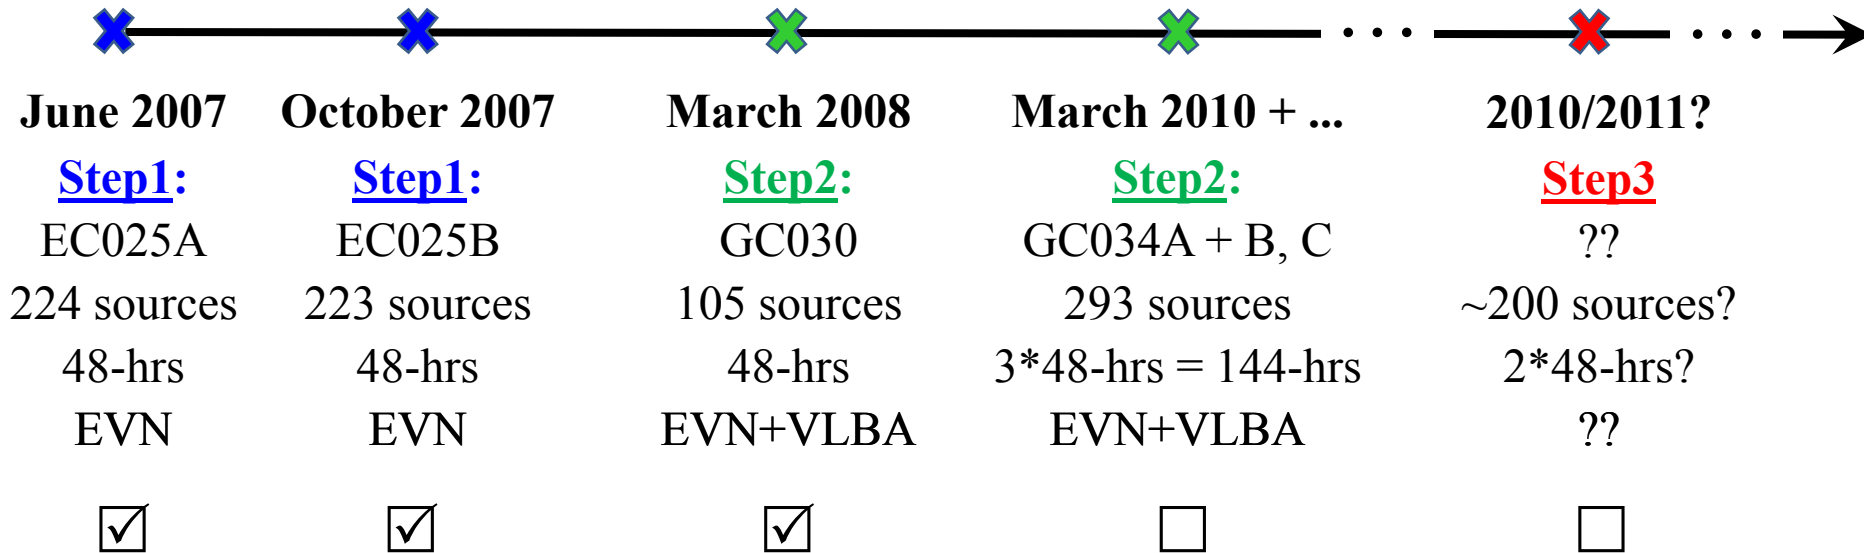 June 2007 October 2007 March 2008 March 2010 + ... 2010/2011?
Step1: Step1: Step2: Step2: Step3
EC025A EC025B GC030 GC034A + B, C ??
224 sources 223 sources 105 sources 293 sources ~200 sources?
48-hrs 48-hrs 48-hrs 3*48-hrs = 144-hrs 2*48-hrs?
EVN EVN EVN+VLBA EVN+VLBA ??